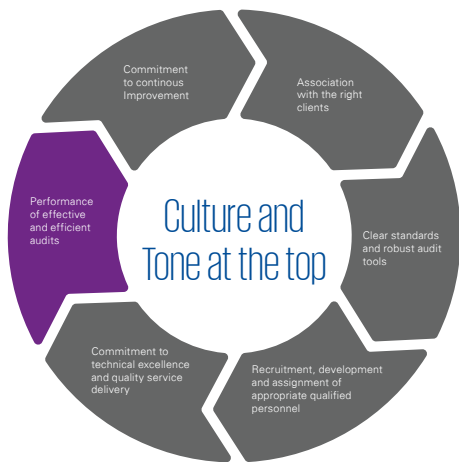 Commitment
to continous
Improvement
Association
with the right
clients
Performance
of effective
and efficient
audits
Culture and
Tone at the top
Clear standards
and robust audit
tools
Commitment to
technical excellence
and quality service
delivery
Recruitment, development
and assignment of
appropriate qualified
personnel